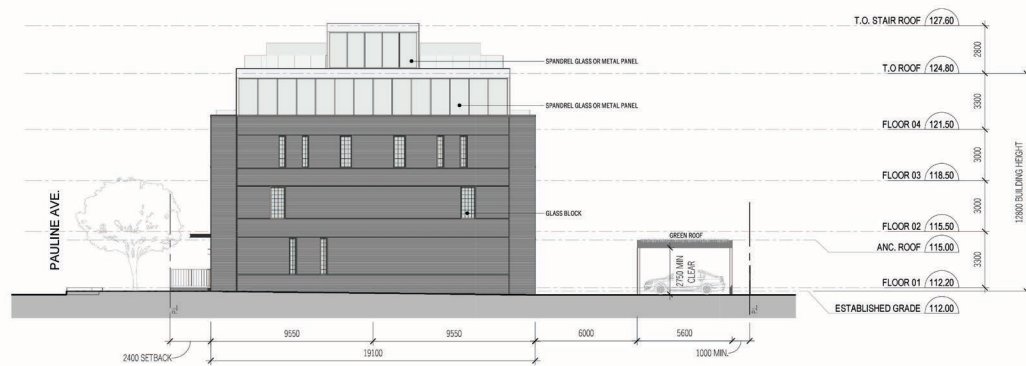 T.O. STAIR ROOF 127.60
2800
SPANDREL GLASS OR METAL PANEL
T.O ROOF 124.80
SPANDREL GLASS OR METAL PANEL
3300
FLOOR 04 121.50
3000
FLOOR 03 118.50
3000
12800 BUILDING HEIGHT
PAULINE AVE.
GLASS BLOCK
FLOOR 02 115.50
GREEN ROOF
ANC. ROOF 115.00
3300
2750 MIN
CLEAR
FLOOR 01 112.20
ESTABLISHED GRADE 112.00
9550
9550
6000
5600
2400 SETBACK
19100
1000 MIN.